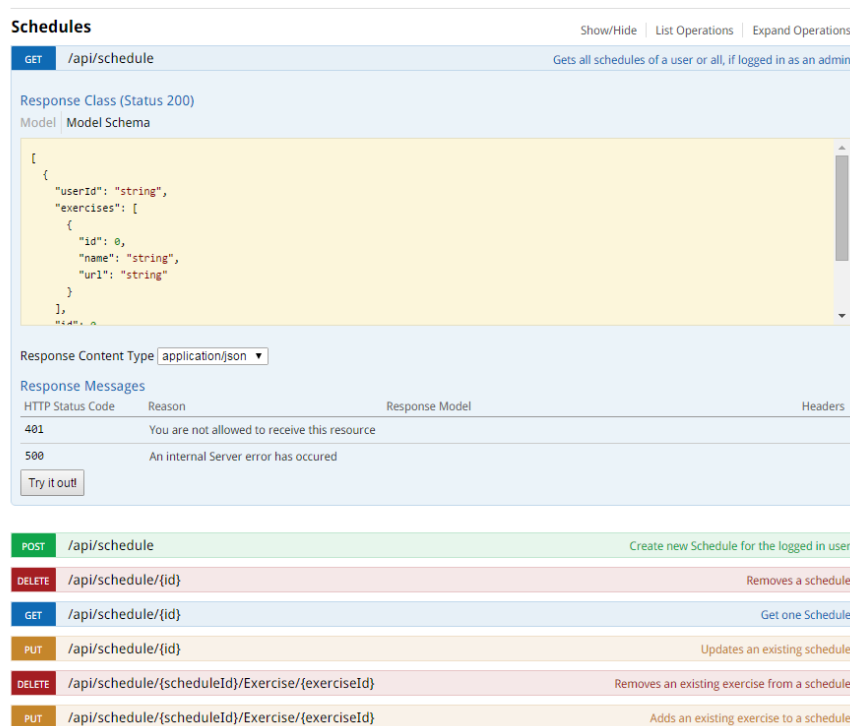 Schedules
Show/Hide List Operations Expand Operations
GET /api/schedule Gets all schedules of a user or all, if logged in as an admin
Response Class (Status 200)
Model Model Schema
[
{
"userId": "string",
"exercises": [
{
"id": 0,
"name": "string",
"url": "string"
}
],
"id": 0
Response Content Type application/json
Response Messages
HTTP Status Code Reason Response Model Headers
401 You are not allowed to receive this resource
500 An internal Server error has occured
Try it out!
POST /api/schedule Create new Schedule for the logged in user
DELETE /api/schedule/{id} Removes a schedule
GET /api/schedule/{id} Get one Schedule
PUT /api/schedule/{id} Updates an existing schedule
DELETE /api/schedule/{scheduleId}/Exercise/{exerciseId} Removes an existing exercise from a schedule
PUT /api/schedule/{scheduleId}/Exercise/{exerciseId} Adds an existing exercise to a schedule